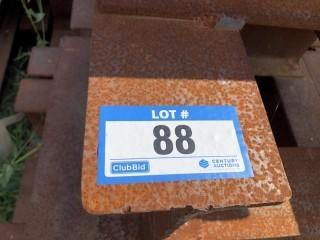 LOT #
88
ClubBid
CENTURY
AUCTIONS